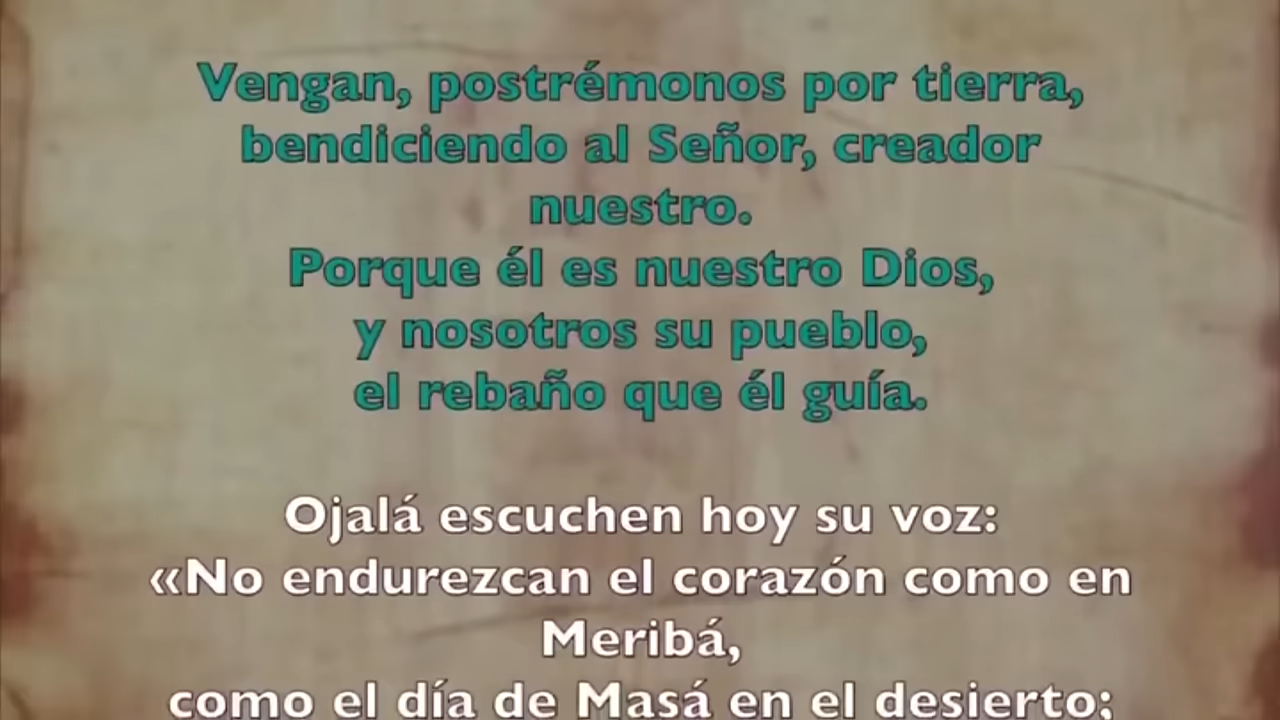 Vengan, postrémonos por tierra,
bendiciendo al Señor, creador
nuestro.
Porque él es nuestro Dios,
y nosotros su pueblo,
el rebaño que él guía.
Ojalá escuchen hoy su voz:
«No endurezcan el corazón como en
Meribá,
como el día de Masá en el desierto;